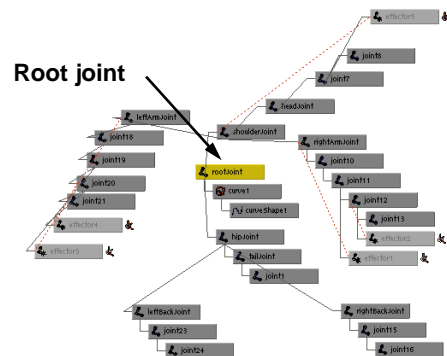 effector5
joint8
Root joint
joint7
headJoint
leftArmJoint
shoulderJoint
joint18
rightArmJoint
joint19
joint10
rootJoint
joint20
joint11
curve1
joint21
joint12
curveShape1
joint13
effector4
hipJoint
effector2
effector3
tailJoint
effector1
joint1
leftBackJoint
rightBackJoint
joint23
joint15
joint24
joint16